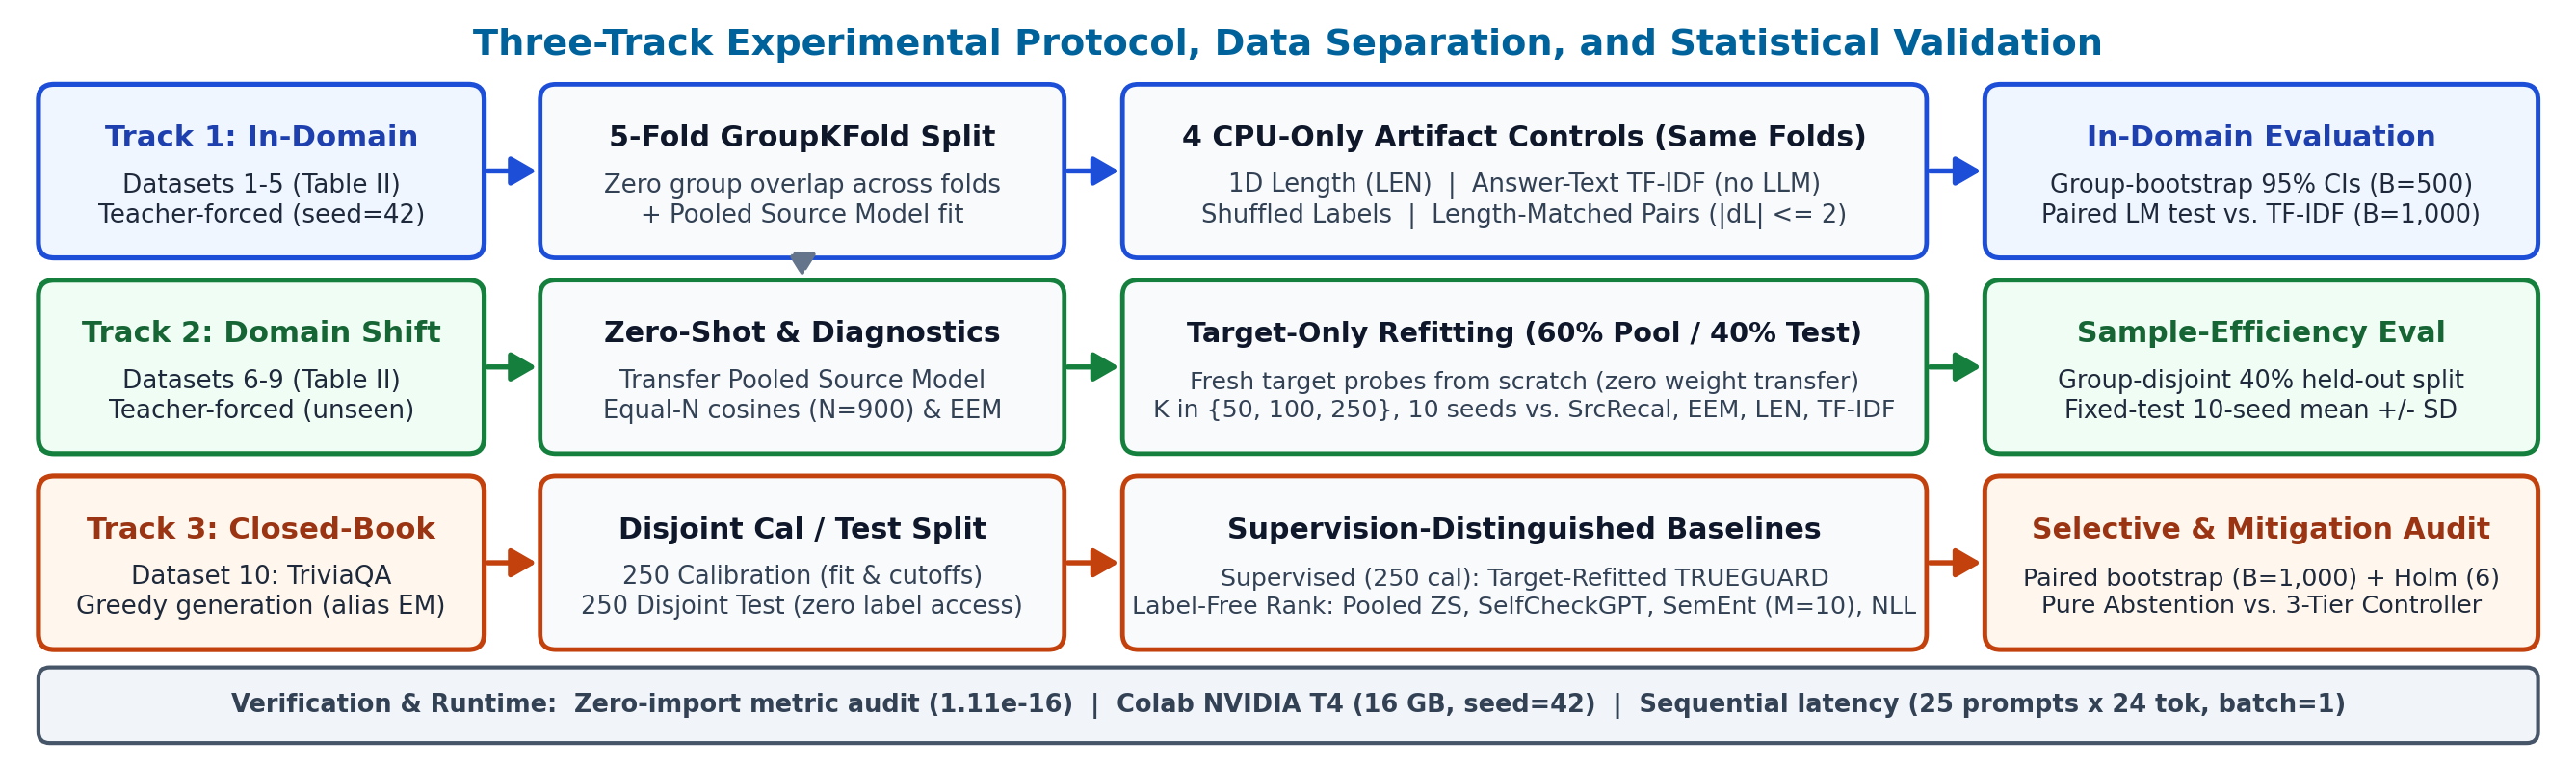 Three-Track Experimental Protocol, Data Separation, and Statistical Validation
Track 1: In-Domain
Datasets 1-5 (Table II)
Teacher-forced (seed=42)
5-Fold GroupKFold Split
Zero group overlap across folds
+ Pooled Source Model fit
4 CPU-Only Artifact Controls (Same Folds)
1D Length (LEN) | Answer-Text TF-IDF (no LLM)
Shuffled Labels | Length-Matched Pairs (|dL| <= 2)
In-Domain Evaluation
Group-bootstrap 95% CIs (B=500)
Paired LM test vs. TF-IDF (B=1,000)
Track 2: Domain Shift
Datasets 6-9 (Table II)
Teacher-forced (unseen)
Zero-Shot & Diagnostics
Transfer Pooled Source Model
Equal-N cosines (N=900) & EEM
Target-Only Refitting (60% Pool / 40% Test)
Fresh target probes from scratch (zero weight transfer)
K in {50, 100, 250}, 10 seeds vs. SrcRecal, EEM, LEN, TF-IDF
Sample-Efficiency Eval
Group-disjoint 40% held-out split
Fixed-test 10-seed mean +/- SD
Track 3: Closed-Book
Dataset 10: TriviaQA
Greedy generation (alias EM)
Disjoint Cal / Test Split
250 Calibration (fit & cutoffs)
250 Disjoint Test (zero label access)
Supervision-Distinguished Baselines
Supervised (250 cal): Target-Refitted TRUEGUARD
Label-Free Rank: Pooled ZS, SelfCheckGPT, SemEnt (M=10), NLL
Selective & Mitigation Audit
Paired bootstrap (B=1,000) + Holm (6)
Pure Abstention vs. 3-Tier Controller
Verification & Runtime: Zero-import metric audit (1.11e-16) | Colab NVIDIA T4 (16 GB, seed=42) | Sequential latency (25 prompts x 24 tok, batch=1)